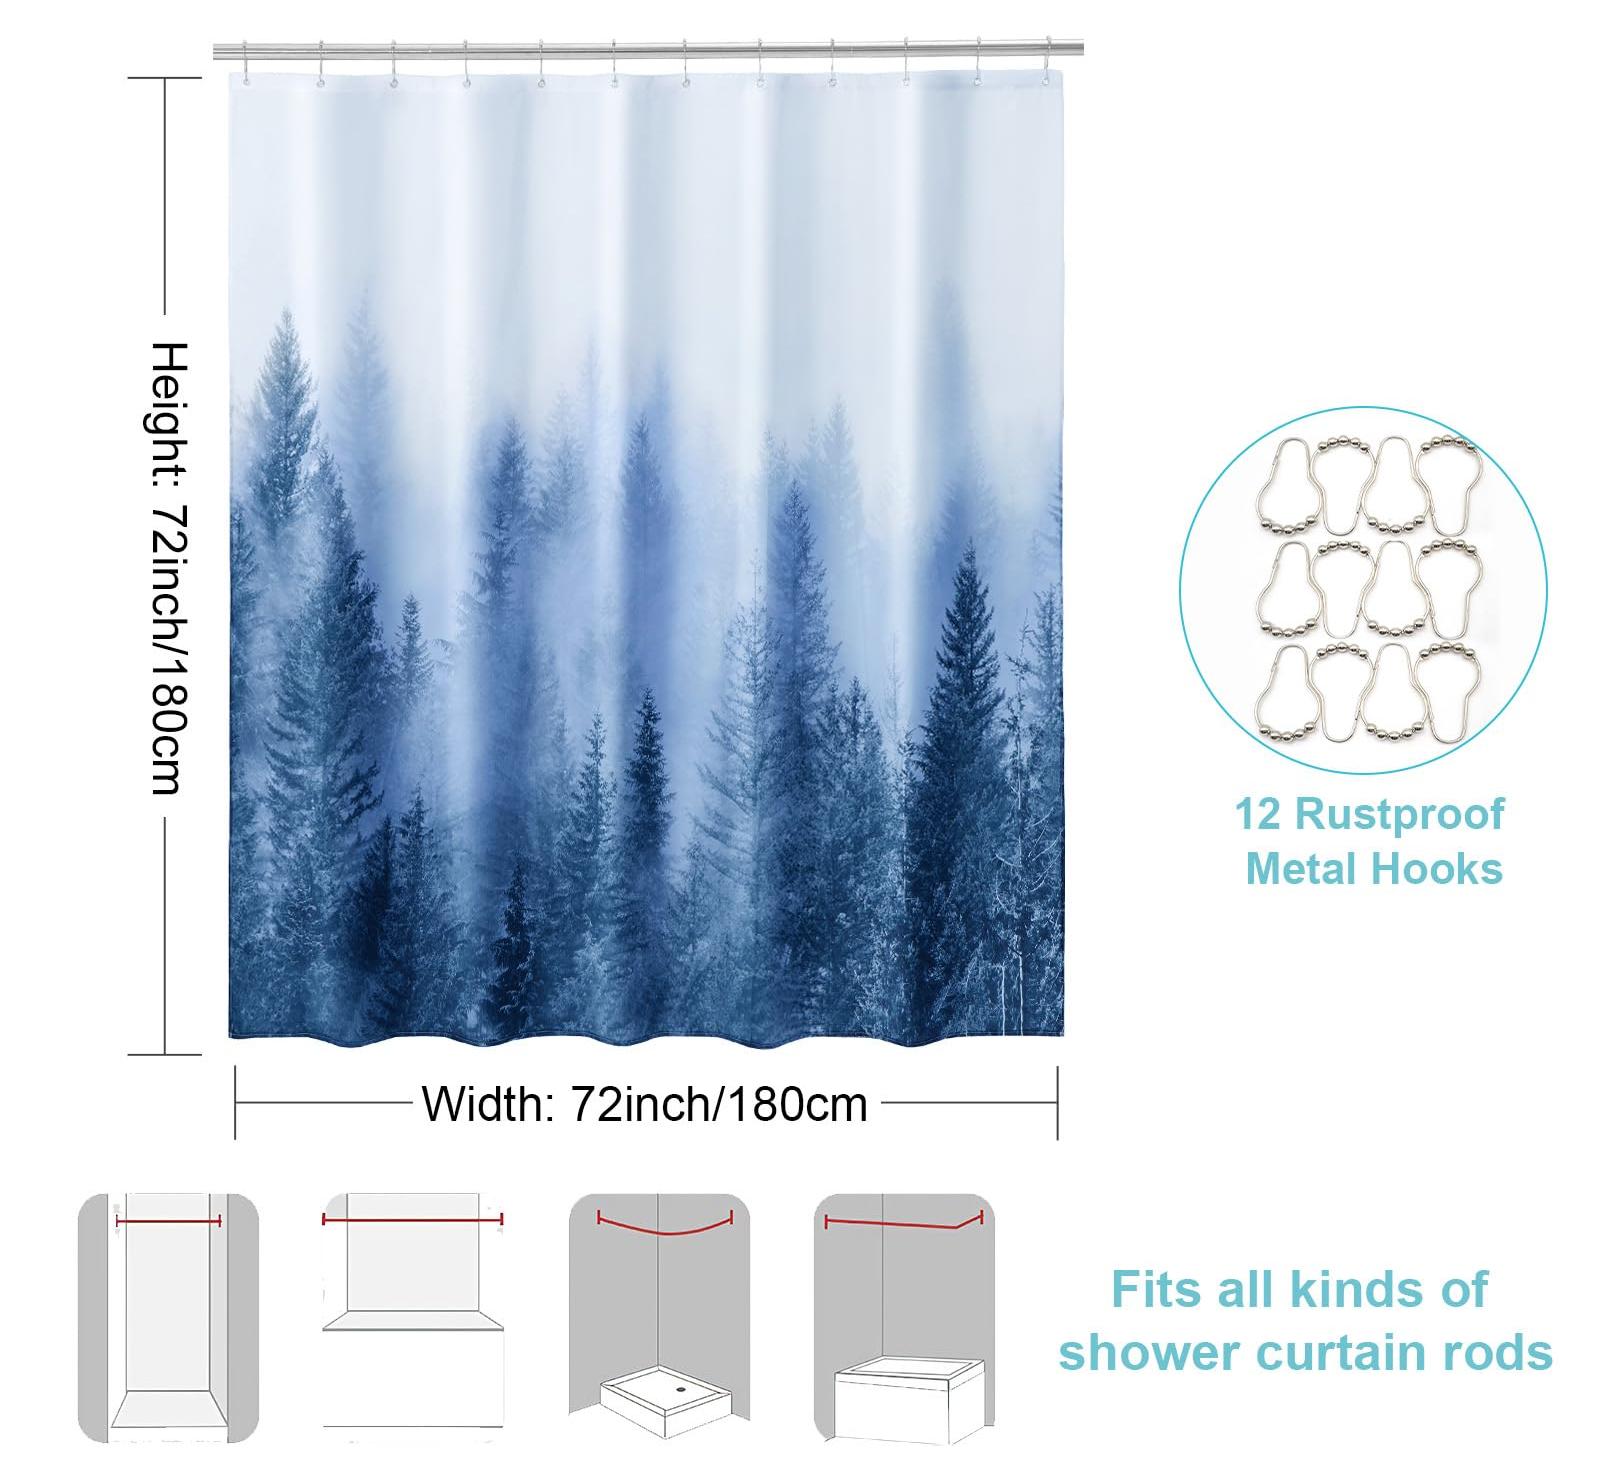 Height: 72inch/180cm
12 Rustproof
Metal Hooks
Width: 72inch/180cm
Fits all kinds of
shower curtain rods